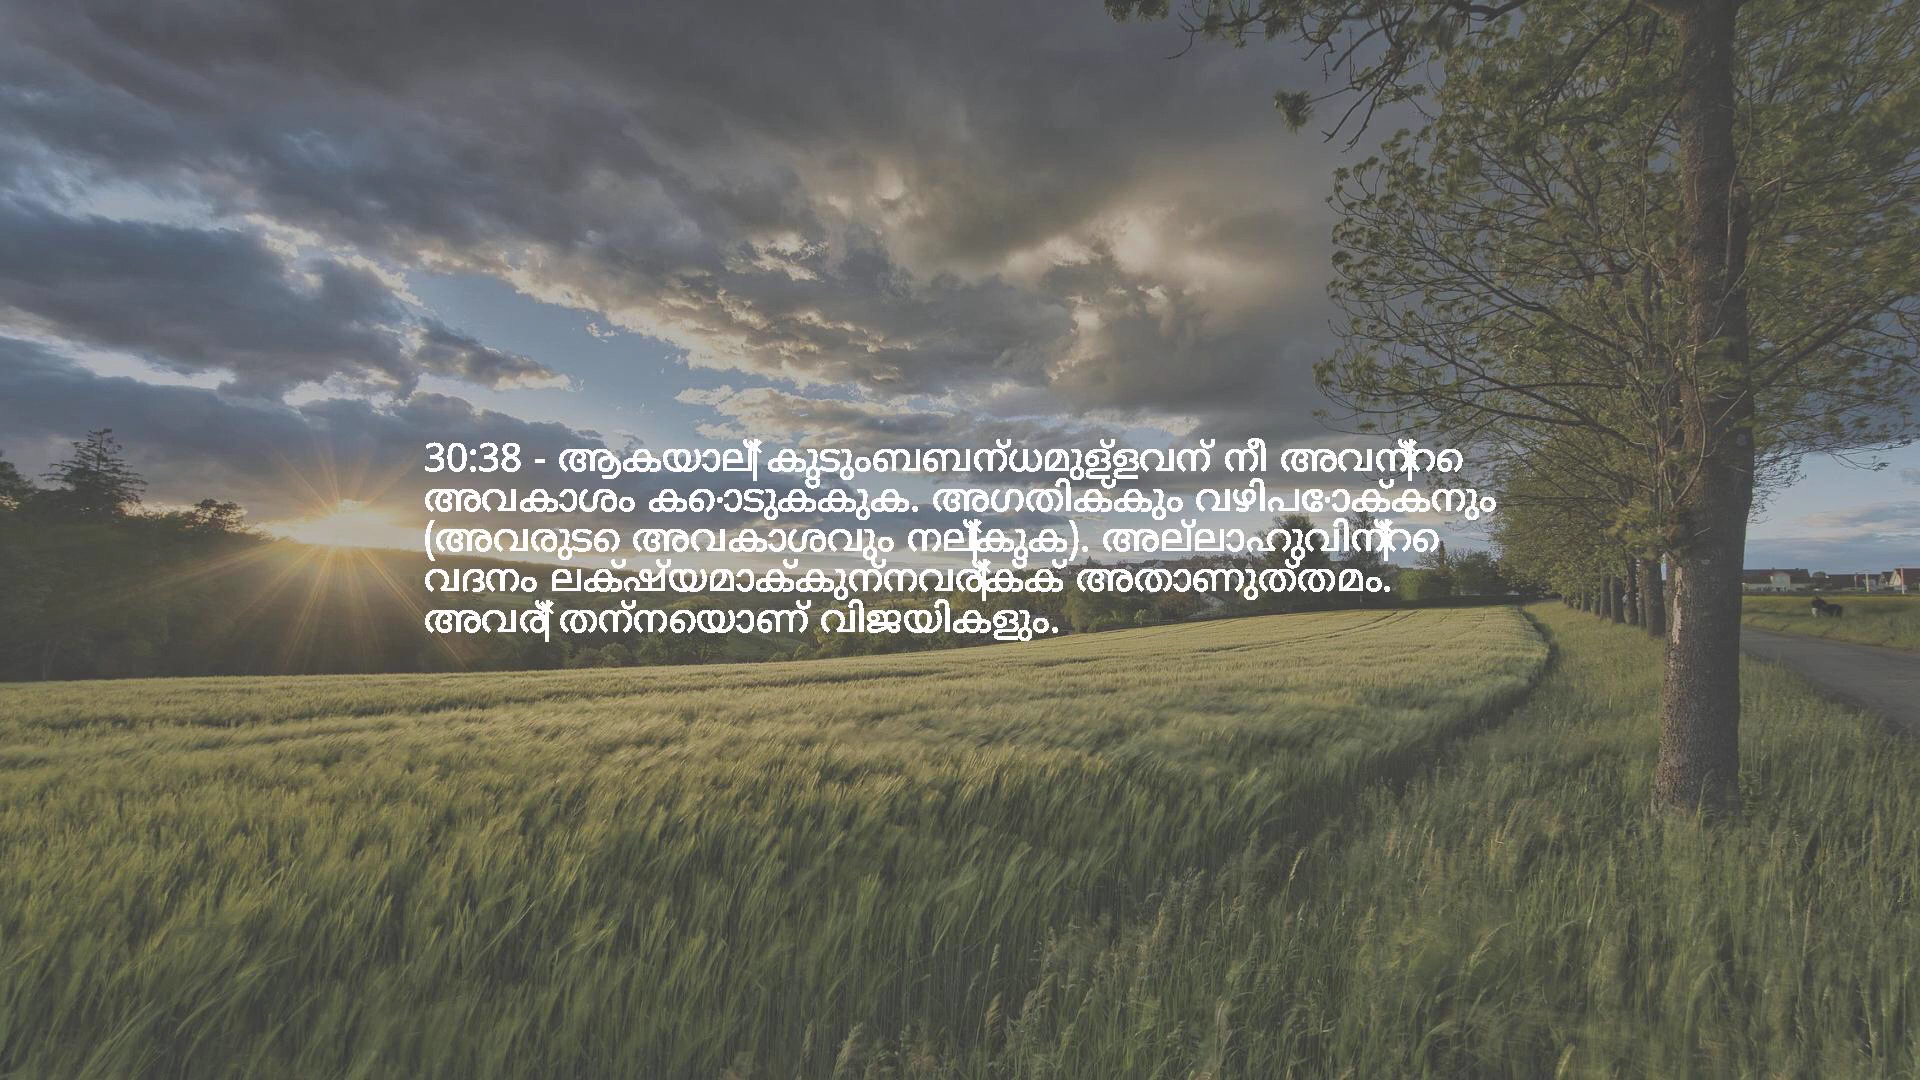 30:38 - ആകയാല്‍ കുടുംബബന്ധമുള്ളവന് നീ അവന്‍റെ
അവകാശം കൊടുക്കുക. അഗതിക്കും വഴിപോക്കനും
(അവരുടെ അവകാശവും നല്‍കുക). അല്ലാഹുവിന്‍റെ
വദനം ലക്ഷ്യമാക്കുന്നവര്‍ക്ക് അതാണുത്തമം.
അവര്‍ തന്നെയാണ് വിജയികളും.